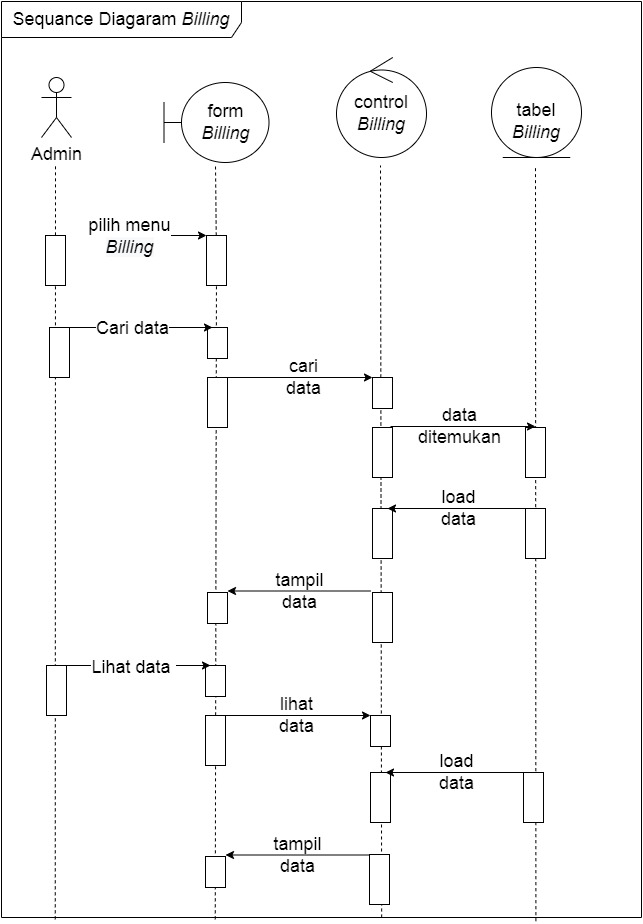 Sequance Diagaram Billing
Admin
form
Billing
control
Billing
tabel
Billing
pilih menu
Billing
Cari data
cari
data
data
ditemukan
load
data
tampil
data
Lihat data
lihat
data
load
data
tampil
data